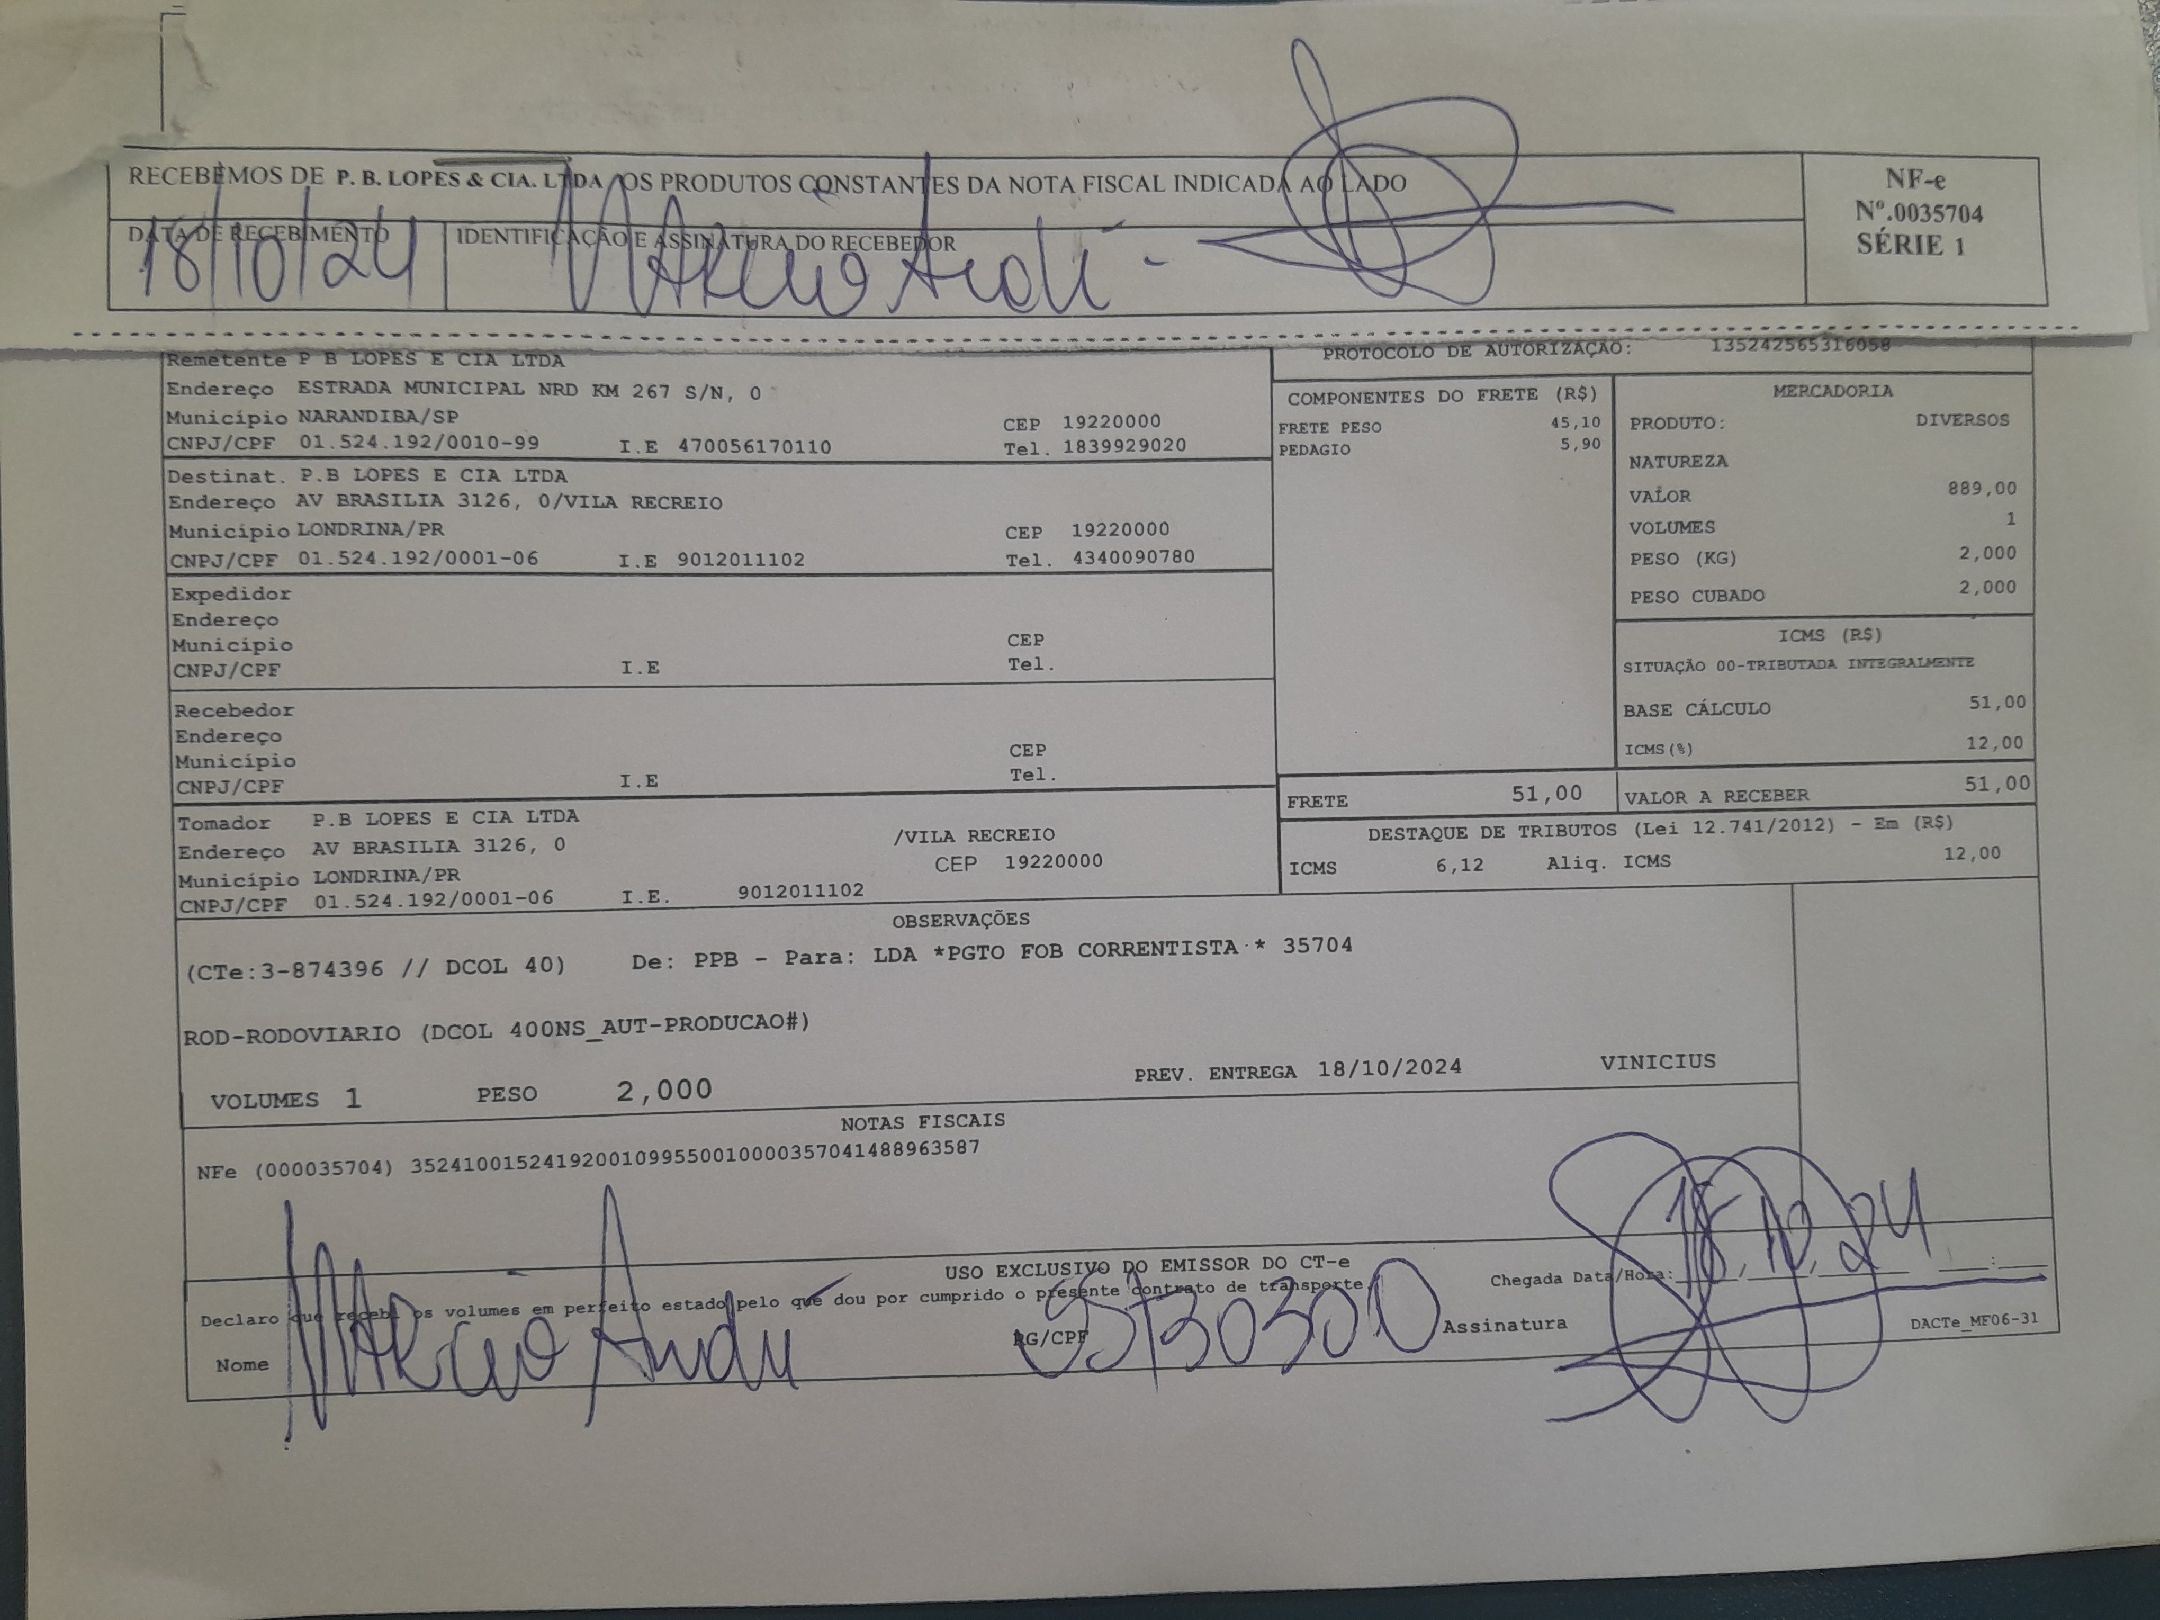 RECEBEMOS DE P. B. LOPES & CIA. LTDA OS PRODUTOS CONSTANTES DA NOTA FISCAL INDICADA AO LADO
NF-e
Nº.0035704
SÉRIE 1
DATA DE RECEBIMENTO
18/10/24
IDENTIFICAÇÃO E ASSINATURA DO RECEBEDOR
Remetente P B LOPES E CIA LTDA
Endereço ESTRADA MUNICIPAL NRD KM 267 S/N, 0
Município NARANDIBA/SP CEP 19220000
CNPJ/CPF 01.524.192/0010-99 I.E 470056170110 Tel. 1839929020
Destinat. P.B LOPES E CIA LTDA
Endereço AV BRASILIA 3126, 0/VILA RECREIO
Município LONDRINA/PR CEP 19220000
CNPJ/CPF 01.524.192/0001-06 I.E 9012011102 Tel. 4340090780
Expedidor
Endereço
Município CEP
CNPJ/CPF I.E Tel.
Recebedor
Endereço
Município CEP
CNPJ/CPF I.E Tel.
Tomador P.B LOPES E CIA LTDA
Endereço AV BRASILIA 3126, 0 /VILA RECREIO
Município LONDRINA/PR CEP 19220000
CNPJ/CPF 01.524.192/0001-06 I.E. 9012011102
PROTOCOLO DE AUTORIZAÇÃO: 135242565316058
COMPONENTES DO FRETE (R$)
FRETE PESO 45,10
PEDAGIO 5,90
MERCADORIA
PRODUTO: DIVERSOS
NATUREZA
VALOR 889,00
VOLUMES 1
PESO (KG) 2,000
PESO CUBADO 2,000
ICMS (R$)
SITUAÇÃO 00-TRIBUTADA INTEGRALMENTE
BASE CÁLCULO 51,00
ICMS(%) 12,00
FRETE 51,00 VALOR A RECEBER 51,00
DESTAQUE DE TRIBUTOS (Lei 12.741/2012) - Em (R$)
ICMS 6,12 Aliq. ICMS 12,00
OBSERVAÇÕES
(CTe:3-874396 // DCOL 40) De: PPB - Para: LDA *PGTO FOB CORRENTISTA * 35704
ROD-RODOVIARIO (DCOL 400NS_AUT-PRODUCAO#)
VOLUMES 1 PESO 2,000 PREV. ENTREGA 18/10/2024 VINICIUS
NOTAS FISCAIS
NFe (000035704) 35241001524192001099550010000357041488963587
USO EXCLUSIVO DO EMISSOR DO CT-e
Declaro que recebi os volumes em perfeito estado pelo que dou por cumprido o presente contrato de transporte.
Chegada Data/Hora: 18, 10, 24
Nome Márcio RG/CPF Assinatura
DACTe_MF06-31